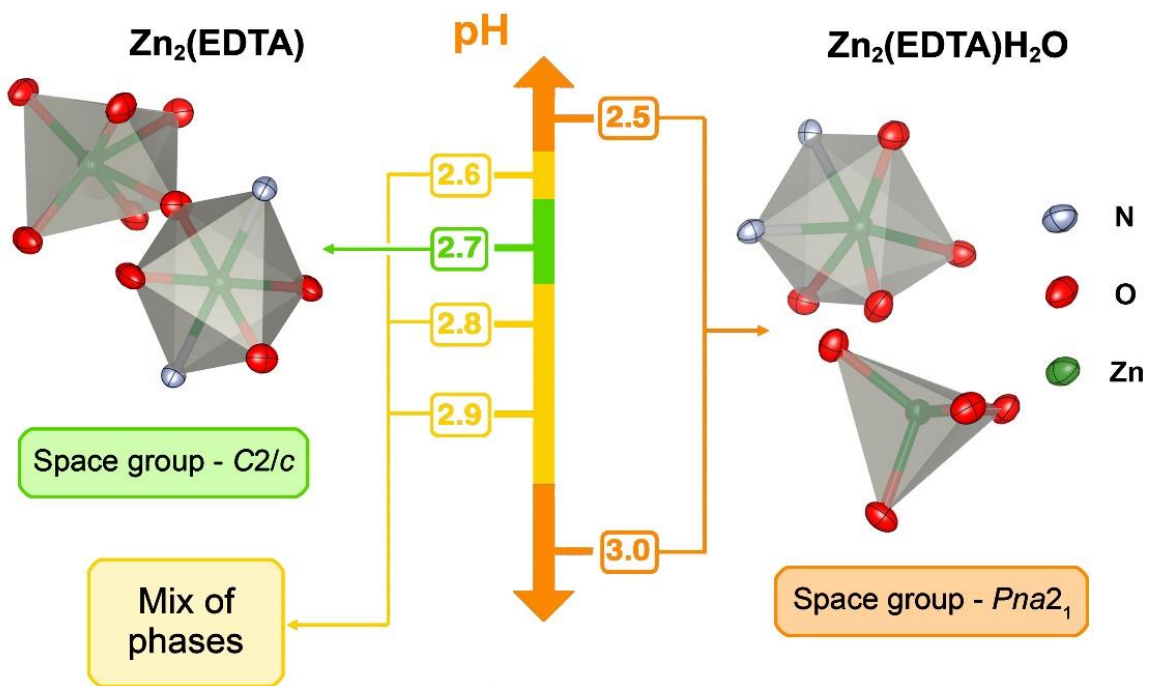 Zn₂(EDTA)
pH
Zn₂(EDTA)H₂O
2.5
2.6
2.7
2.8
2.9
3.0
N
O
Zn
Space group - C2/c
Mix of
phases
Space group - Pna2₁